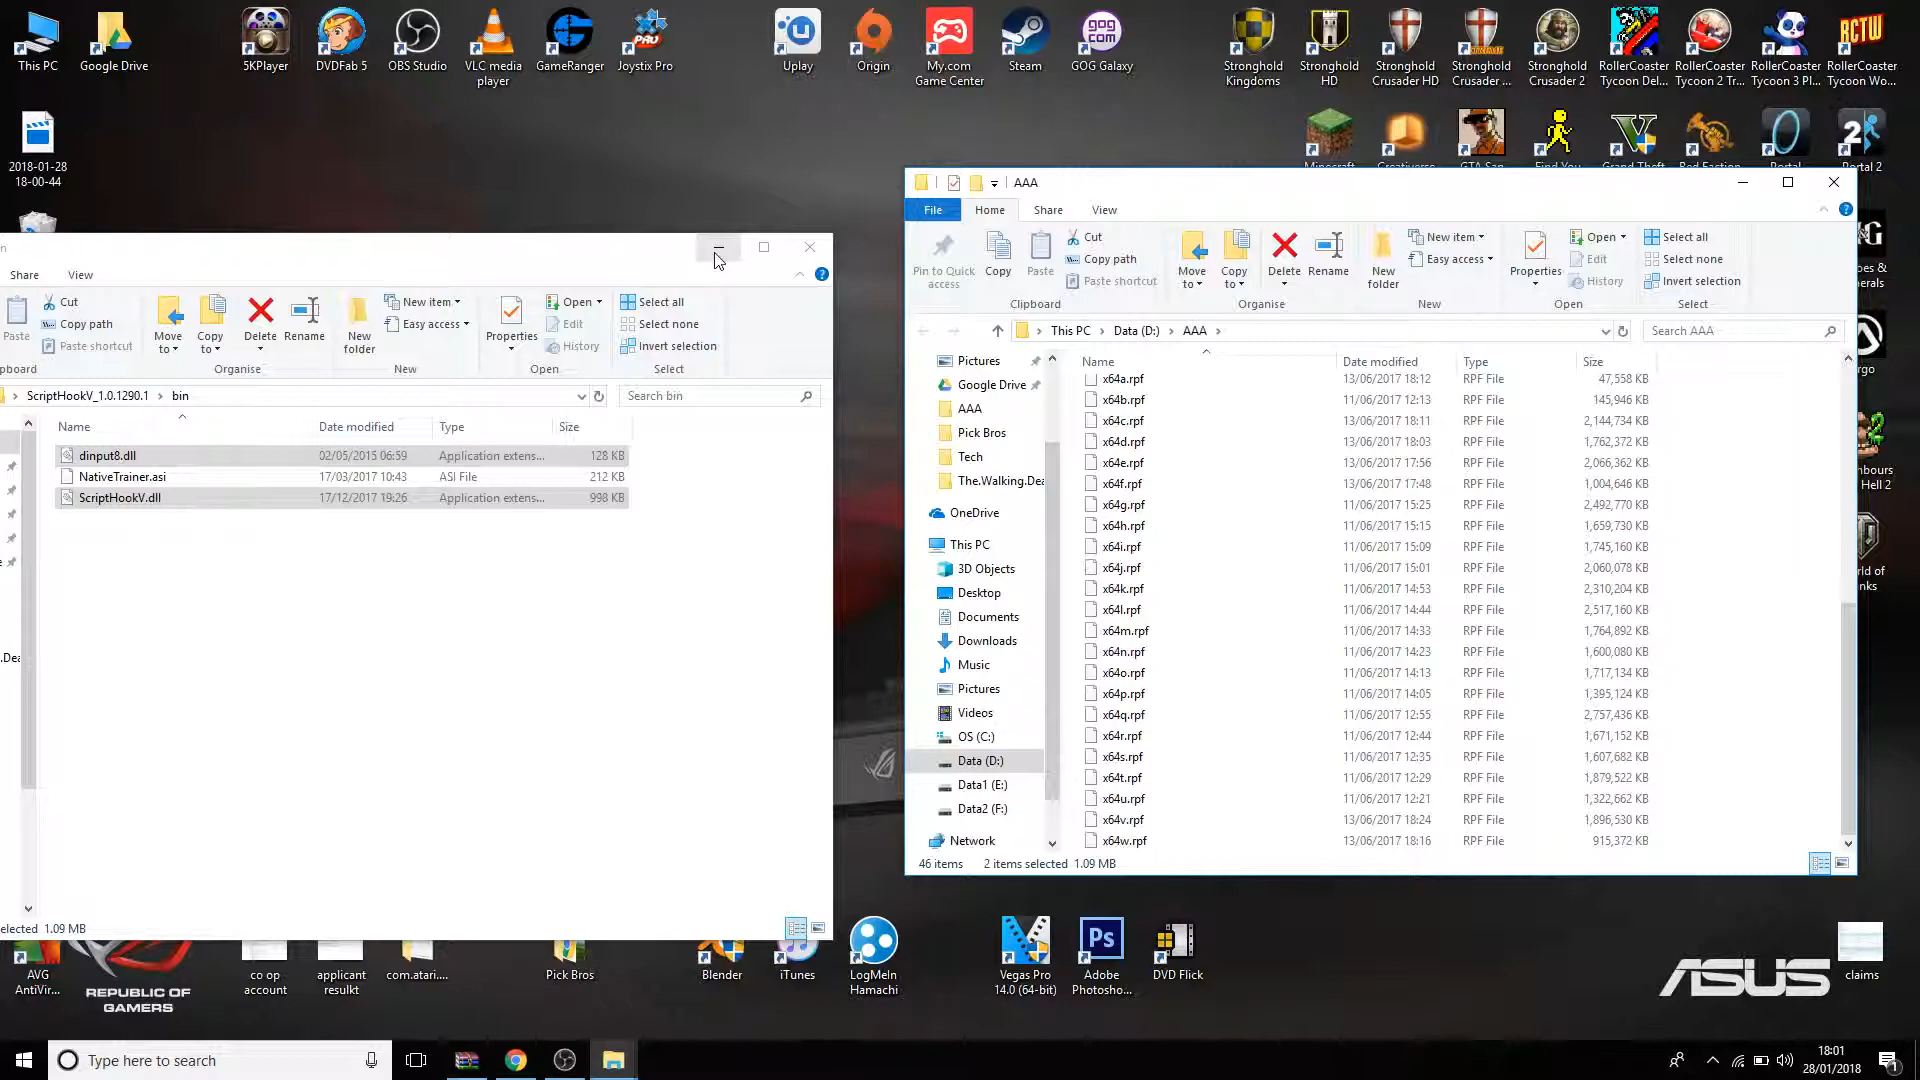 This PC
Google Drive
5KPlayer
DVDFab 5
OBS Studio
VLC media
player
GameRanger
Joystix Pro
Uplay
Origin
My.com
Game Center
Steam
GOG Galaxy
Stronghold
Kingdoms
Stronghold
HD
Stronghold
Crusader HD
Stronghold
Crusader ...
Stronghold
Crusader 2
RollerCoaster
Tycoon Del...
RollerCoaster
Tycoon 2 Tr...
RollerCoaster
Tycoon 3 Pl...
RollerCoaster
Tycoon Wo...
2018-01-28
18-00-44
AAA
File
Home
Share
View
Pin to Quick
access
Copy
Paste
Cut
Copy path
Paste shortcut
Move
to
Copy
to
Delete
Rename
New
folder
New item
Easy access
Properties
Open
Edit
History
Select all
Select none
Invert selection
Clipboard
Organise
New
Open
Select
This PC
Data (D:)
AAA
Search AAA
Pictures
Google Drive
AAA
Pick Bros
Tech
The.Walking.Dea
OneDrive
This PC
3D Objects
Desktop
Documents
Downloads
Music
Pictures
Videos
OS (C:)
Data (D:)
Data1 (E:)
Data2 (F:)
Network
Name Date modified Type Size
x64a.rpf 13/06/2017 18:12 RPF File 47,558 KB
x64b.rpf 11/06/2017 12:13 RPF File 145,946 KB
x64c.rpf 13/06/2017 18:11 RPF File 2,144,734 KB
x64d.rpf 13/06/2017 18:03 RPF File 1,762,372 KB
x64e.rpf 13/06/2017 17:56 RPF File 2,066,362 KB
x64f.rpf 13/06/2017 17:48 RPF File 1,004,646 KB
x64g.rpf 11/06/2017 15:25 RPF File 2,492,770 KB
x64h.rpf 11/06/2017 15:15 RPF File 1,659,730 KB
x64i.rpf 11/06/2017 15:09 RPF File 1,745,160 KB
x64j.rpf 11/06/2017 15:01 RPF File 2,060,078 KB
x64k.rpf 11/06/2017 14:53 RPF File 2,310,204 KB
x64l.rpf 11/06/2017 14:44 RPF File 2,517,160 KB
x64m.rpf 11/06/2017 14:33 RPF File 1,764,892 KB
x64n.rpf 11/06/2017 14:23 RPF File 1,600,080 KB
x64o.rpf 11/06/2017 14:13 RPF File 1,717,134 KB
x64p.rpf 11/06/2017 14:05 RPF File 1,395,124 KB
x64q.rpf 11/06/2017 12:55 RPF File 2,757,436 KB
x64r.rpf 11/06/2017 12:44 RPF File 1,671,152 KB
x64s.rpf 11/06/2017 12:35 RPF File 1,607,682 KB
x64t.rpf 11/06/2017 12:29 RPF File 1,879,522 KB
x64u.rpf 11/06/2017 12:21 RPF File 1,322,662 KB
x64v.rpf 13/06/2017 18:24 RPF File 1,896,530 KB
x64w.rpf 13/06/2017 18:16 RPF File 915,372 KB
46 items 2 items selected 1.09 MB
Share
View
Paste
Cut
Copy path
Paste shortcut
Move
to
Copy
to
Delete
Rename
New
folder
New item
Easy access
Properties
Open
Edit
History
Select all
Select none
Invert selection
pboard
Organise
New
Open
Select
ScriptHookV_1.0.1290.1
bin
Search bin
Name Date modified Type Size
dinput8.dll 02/05/2015 06:59 Application extens... 128 KB
NativeTrainer.asi 17/03/2017 10:43 ASI File 212 KB
ScriptHookV.dll 17/12/2017 19:26 Application extens... 998 KB
.Dea
elected 1.09 MB
AVG
AntiVir...
REPUBLIC OF
GAMERS
co op
account
applicant
resulkt
com.atari....
Pick Bros
Blender
iTunes
LogMeIn
Hamachi
Vegas Pro
14.0 (64-bit)
Ps
Adobe
Photosho...
DVD Flick
ASUS
claims
Type here to search
18:01
28/01/2018